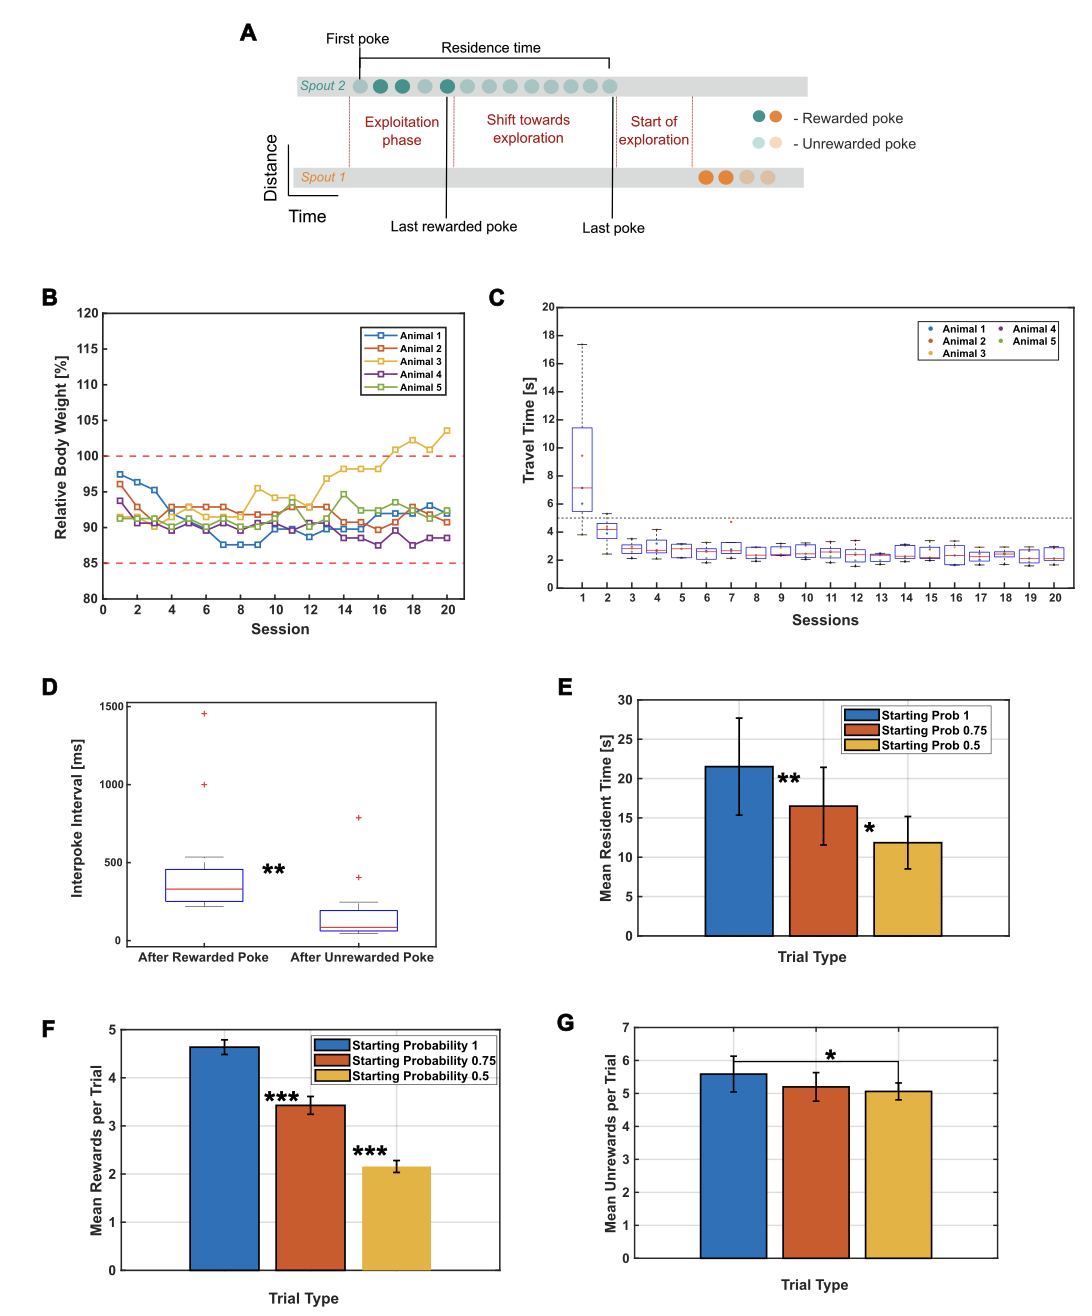 A
First poke
Residence time
Spout 2
Exploitation
phase
Shift towards
exploration
Start of
exploration
- Rewarded poke
- Unrewarded poke
Distance
Spout 1
Time
Last rewarded poke
Last poke
B
120
115
110
105
100
95
90
85
80
0 2 4 6 8 10 12 14 16 18 20
Relative Body Weight [%]
Session
Animal 1
Animal 2
Animal 3
Animal 4
Animal 5
C
20
18
16
14
12
10
8
6
4
2
0
1 2 3 4 5 6 7 8 9 10 11 12 13 14 15 16 17 18 19 20
Travel Time [s]
Sessions
Animal 1
Animal 2
Animal 3
Animal 4
Animal 5
D
1500
1000
500
0
Interpoke Interval [ms]
**
After Rewarded Poke
After Unrewarded Poke
E
30
25
20
15
10
5
0
Mean Resident Time [s]
Starting Prob 1
Starting Prob 0.75
Starting Prob 0.5
**
*
Trial Type
F
5
4
3
2
1
0
Mean Rewards per Trial
Starting Probability 1
Starting Probability 0.75
Starting Probability 0.5
***
***
Trial Type
G
7
6
5
4
3
2
1
0
Mean Unrewards per Trial
*
Trial Type